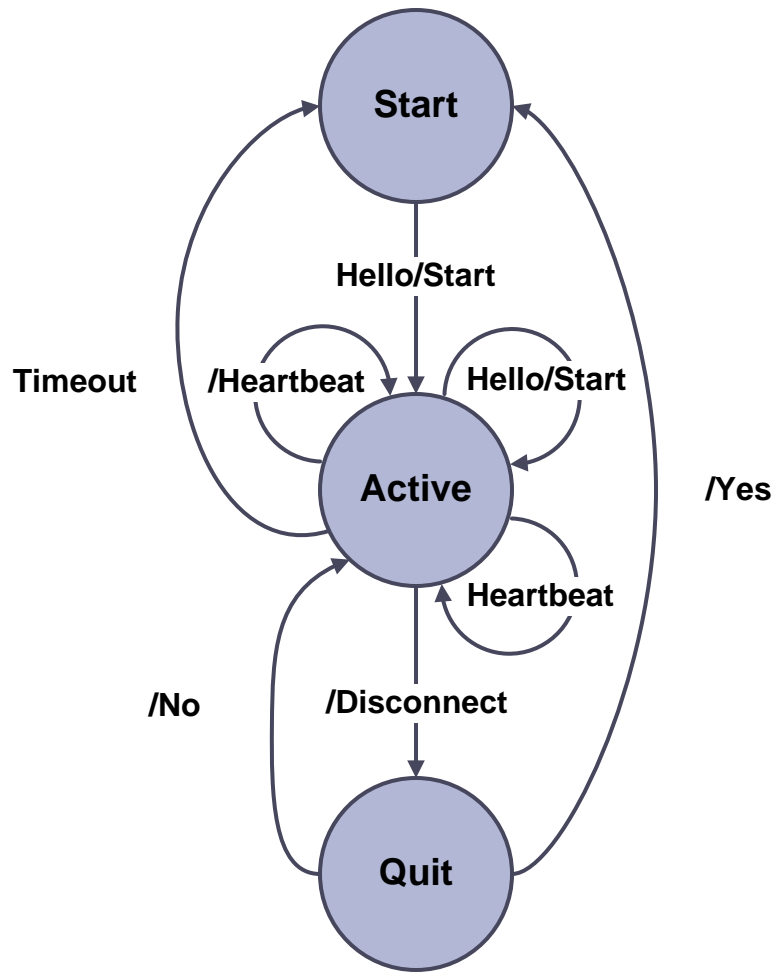 Start
Hello/Start
Timeout
/Heartbeat
Hello/Start
Active
/Yes
Heartbeat
/No
/Disconnect
Quit